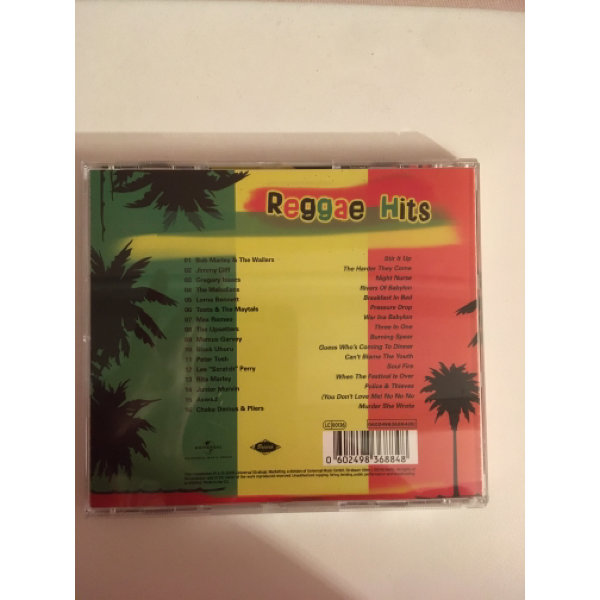 Reggae Hits
01 Bob Marley & The Wailers Stir It Up
02 Jimmy Cliff The Harder They Come
03 Gregory Isaacs Night Nurse
04 The Melodians Rivers Of Babylon
05 Lorna Bennett Breakfast In Bed
06 Toots & The Maytals Pressure Drop
07 Max Romeo War Ina Babylon
08 The Upsetters Three In One
09 Marcus Garvey Burning Spear
10 Black Uhuru Guess Who's Coming To Dinner
11 Peter Tosh Can't Blame The Youth
12 Lee "Scratch" Perry Soul Fire
13 Rita Marley When The Festival Is Over
14 Junior Murvin Police & Thieves
15 (You Don't Love Me) No No No
16 Chaka Demus & Pliers Murder She Wrote
UNIVERSAL
LC 00126
0 602498 368848